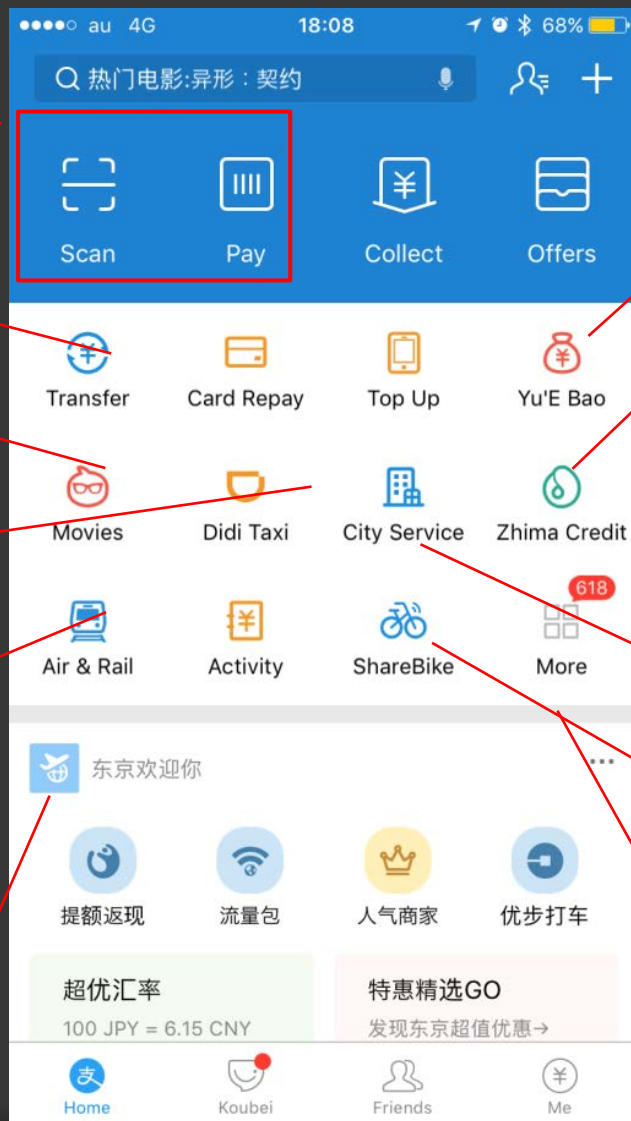 au 4G 18:08 68%
热门电影:异形：契约
Scan Pay Collect Offers
Transfer Card Repay Top Up Yu'E Bao
Movies Didi Taxi City Service Zhima Credit
618
Air & Rail Activity ShareBike More
东京欢迎你
提额返现 流量包 人气商家 优步打车
超优汇率 特惠精选GO
100 JPY = 6.15 CNY 发现东京超值优惠→
支
Home Koubei Friends Me